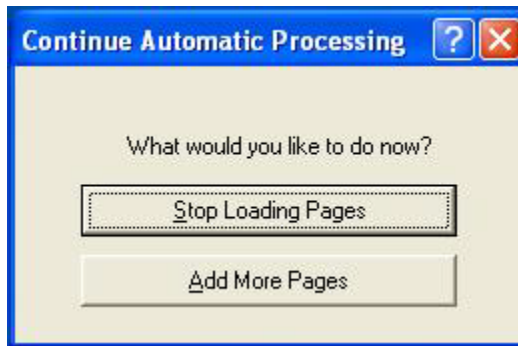 Continue Automatic Processing ?
What would you like to do now?
Stop Loading Pages
Add More Pages